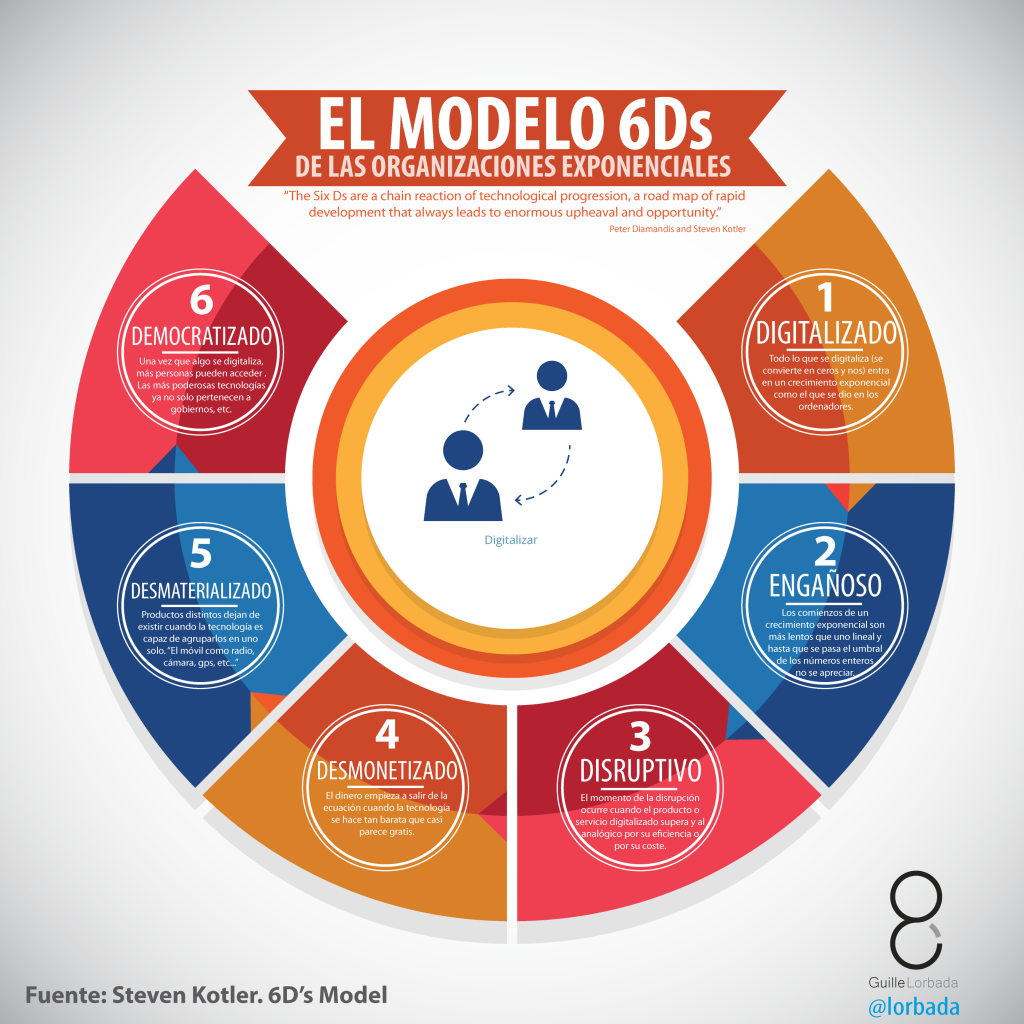 EL MODELO 6Ds
DE LAS ORGANIZACIONES EXPONENCIALES
“The Six Ds are a chain reaction of technological progression, a road map of rapid
development that always leads to enormous upheaval and opportunity.”
Peter Diamandis and Steven Kotler
1
DIGITALIZADO
Todo lo que se digitaliza (se
convierte en ceros y nos) entra
en un crecimiento exponencial
como el que se dio en los
ordenadores.
2
ENGAÑOSO
Los comienzos de un
crecimiento exponencial son
más lentos que uno lineal y
hasta que se pasa el umbral
de los números enteros
no se apreciar.
3
DISRUPTIVO
El momento de la disrupción
ocurre cuando el producto o
servicio digitalizado supera y al
analógico por su eficiencia o
por su coste.
4
DESMONETIZADO
El dinero empieza a salir de la
ecuación cuando la tecnología
se hace tan barata que casi
parece gratis.
5
DESMATERIALIZADO
Productos distintos dejan de
existir cuando la tecnología es
capaz de agruparlos en uno
solo. “El móvil como radio,
cámara, gps, etc...”
6
DEMOCRATIZADO
Una vez que algo se digitaliza,
más personas pueden acceder .
Las más poderosas tecnologías
ya no solo pertenecen a
gobiernos, etc.
Digitalizar
Fuente: Steven Kotler. 6D’s Model
GuilleLorbada
@lorbada